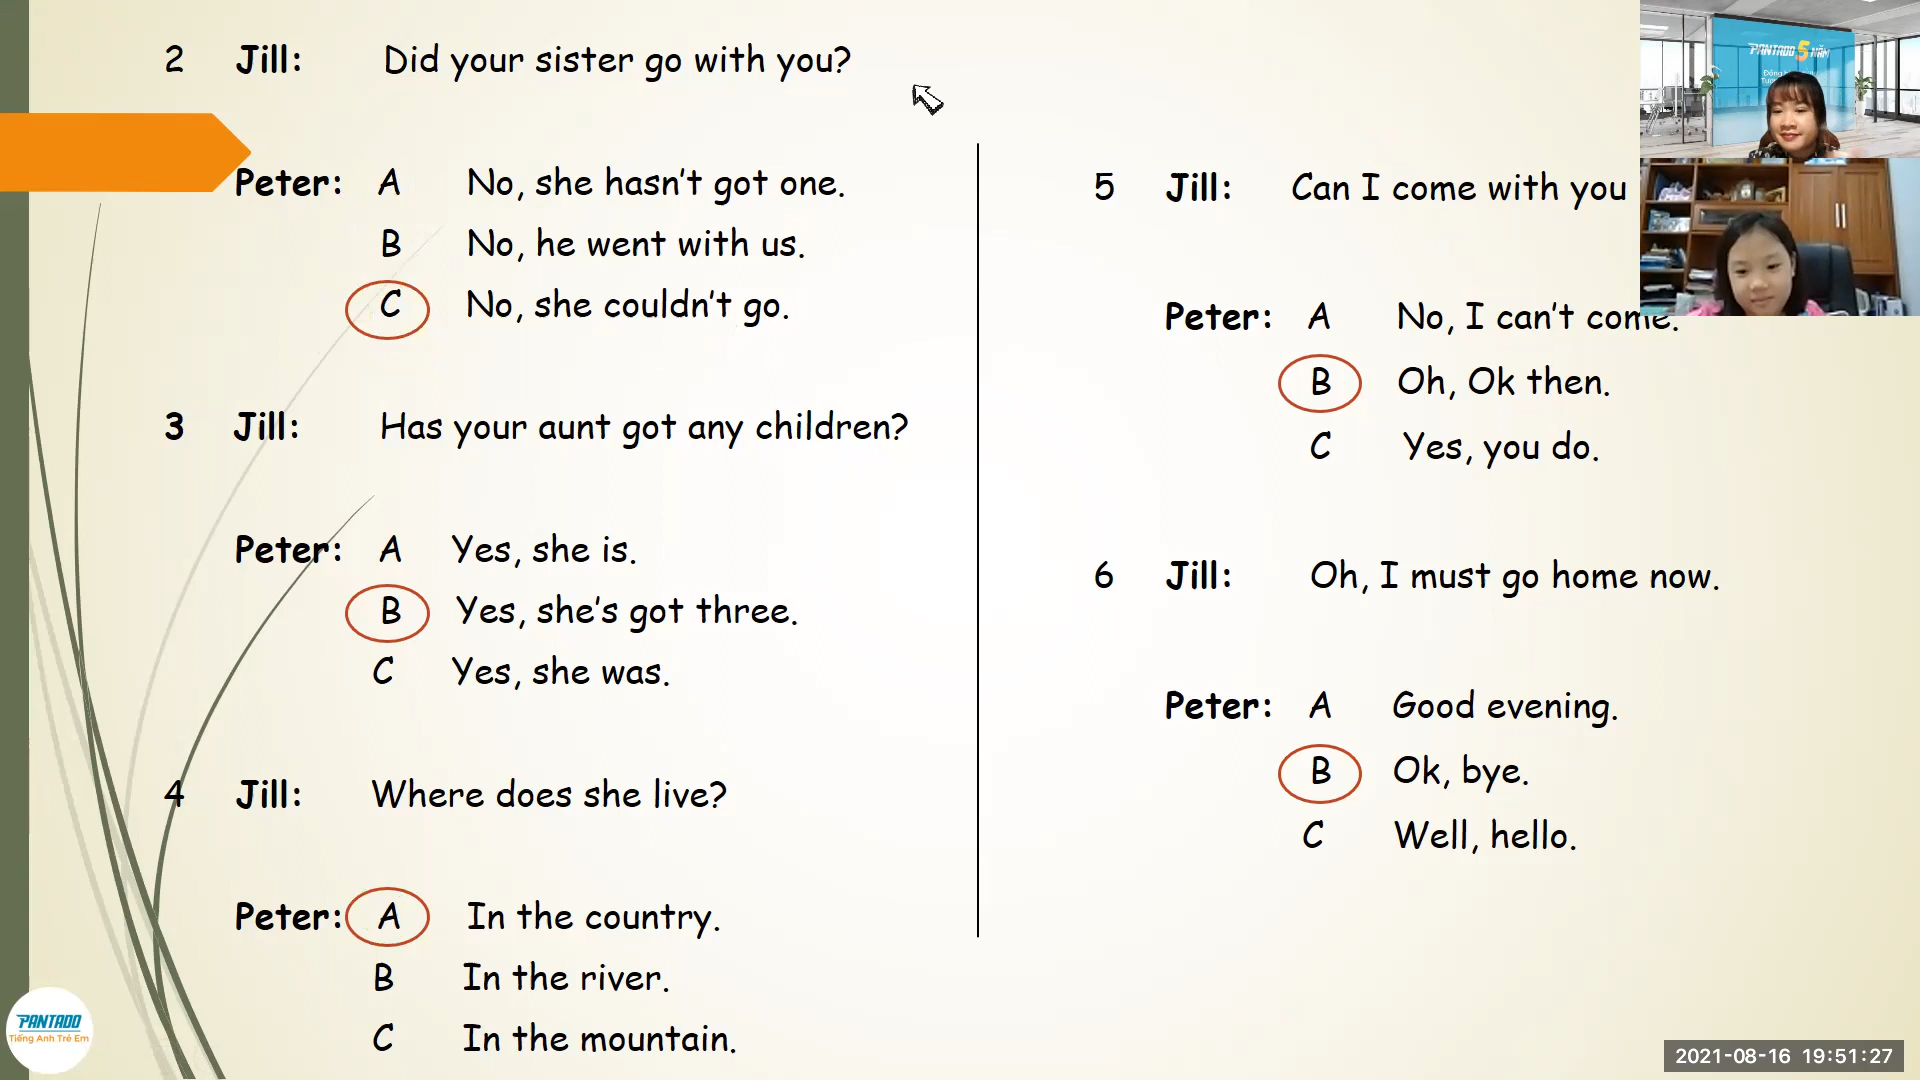 2 Jill: Did your sister go with you?
Peter: A No, she hasn't got one.
B No, he went with us.
C No, she couldn't go.
3 Jill: Has your aunt got any children?
Peter: A Yes, she is.
B Yes, she's got three.
C Yes, she was.
4 Jill: Where does she live?
Peter: A In the country.
B In the river.
C In the mountain.
5 Jill: Can I come with you
Peter: A No, I can't come.
B Oh, Ok then.
C Yes, you do.
6 Jill: Oh, I must go home now.
Peter: A Good evening.
B Ok, bye.
C Well, hello.
PANTADO 5 NĂM
PANTADO
Tiếng Anh Trẻ Em
2021-08-16 19:51:27